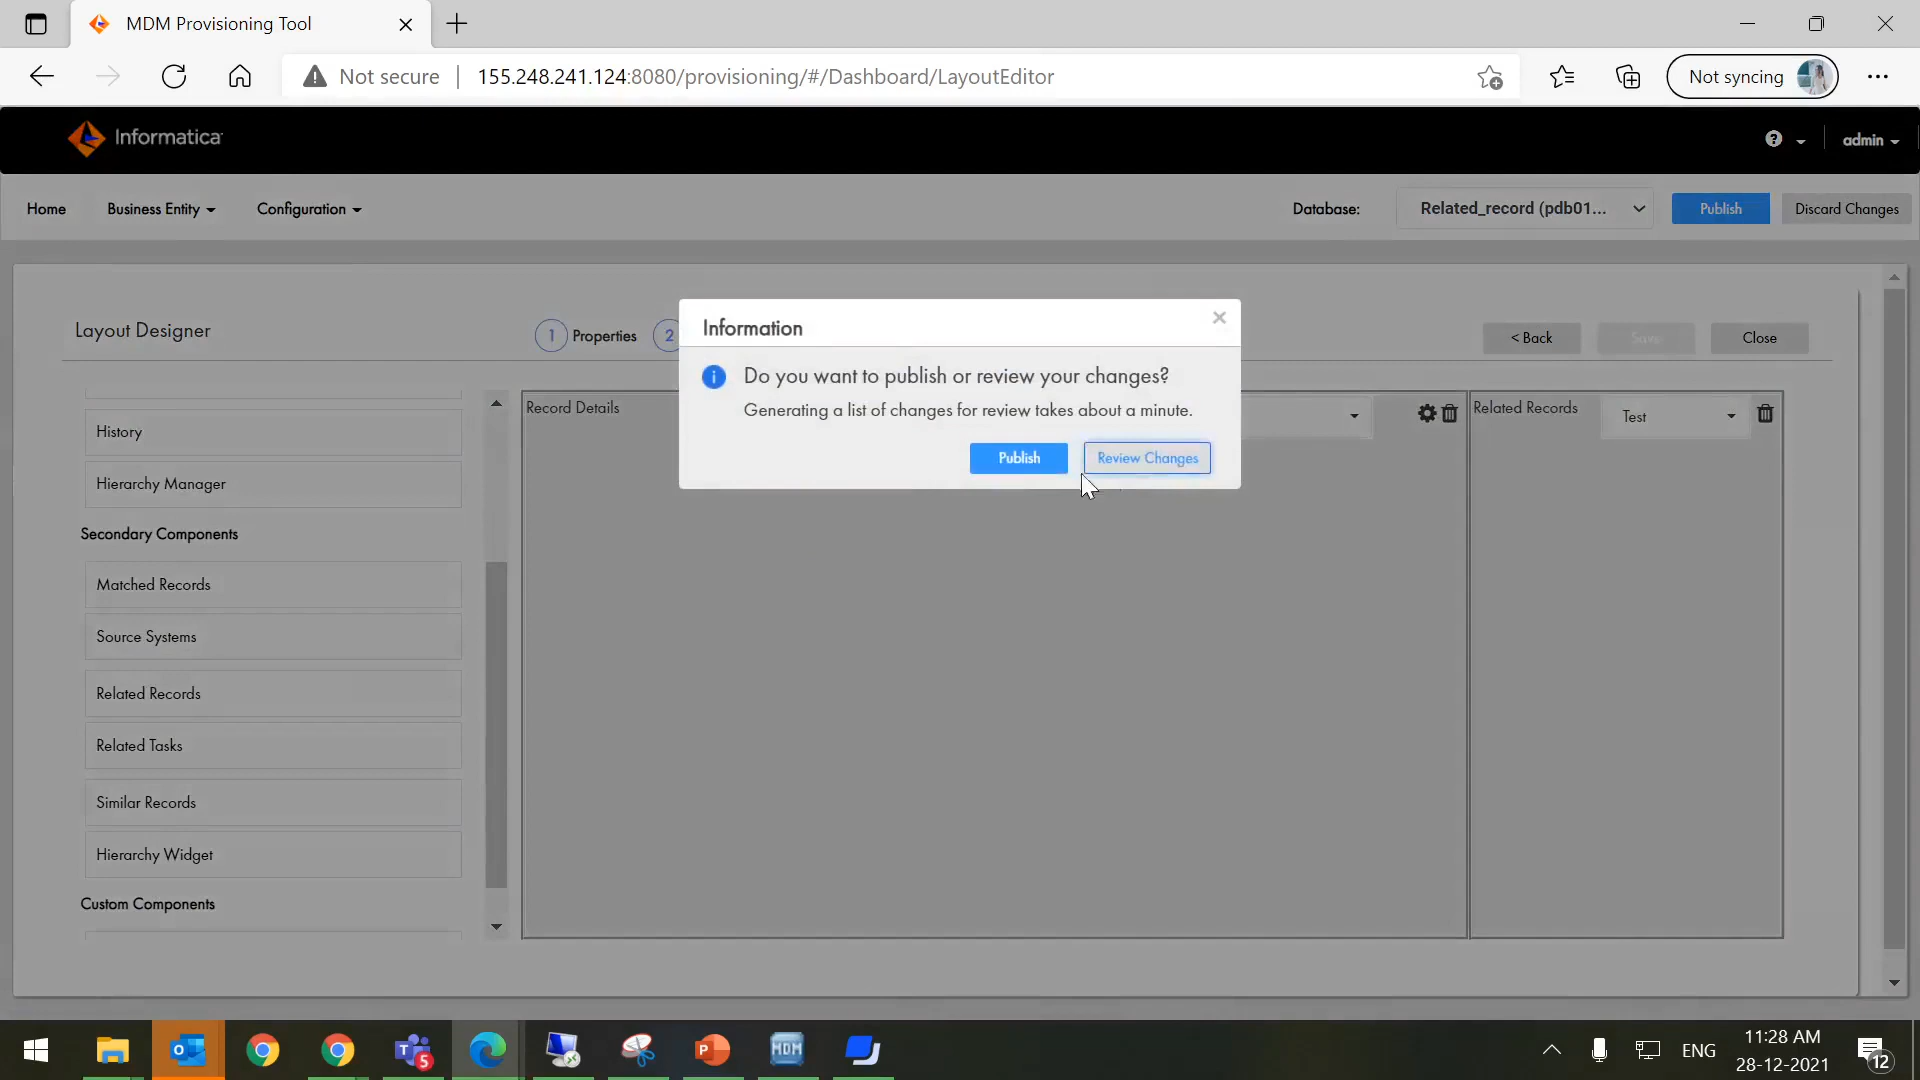 MDM Provisioning Tool
Not secure
155.248.241.124:8080/provisioning/#/Dashboard/LayoutEditor
Not syncing
Informatica
? admin
Home
Business Entity
Configuration
Database:
Related_record (pdb01...
Publish
Discard Changes
Layout Designer
1 Properties
2
< Back
Save
Close
Information
Do you want to publish or review your changes?
Generating a list of changes for review takes about a minute.
Publish
Review Changes
Record Details
Related Records
Test
History
Hierarchy Manager
Secondary Components
Matched Records
Source Systems
Related Records
Related Tasks
Similar Records
Hierarchy Widget
Custom Components
5
MDM
ENG
11:28 AM
28-12-2021
12